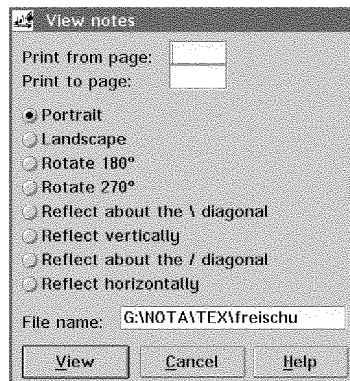 View notes
Print from page:
Print to page:
Portrait
Landscape
Rotate 180°
Rotate 270°
Reflect about the \ diagonal
Reflect vertically
Reflect about the / diagonal
Reflect horizontally
File name: G:\NOTA\TEX\freischu
View Cancel Help